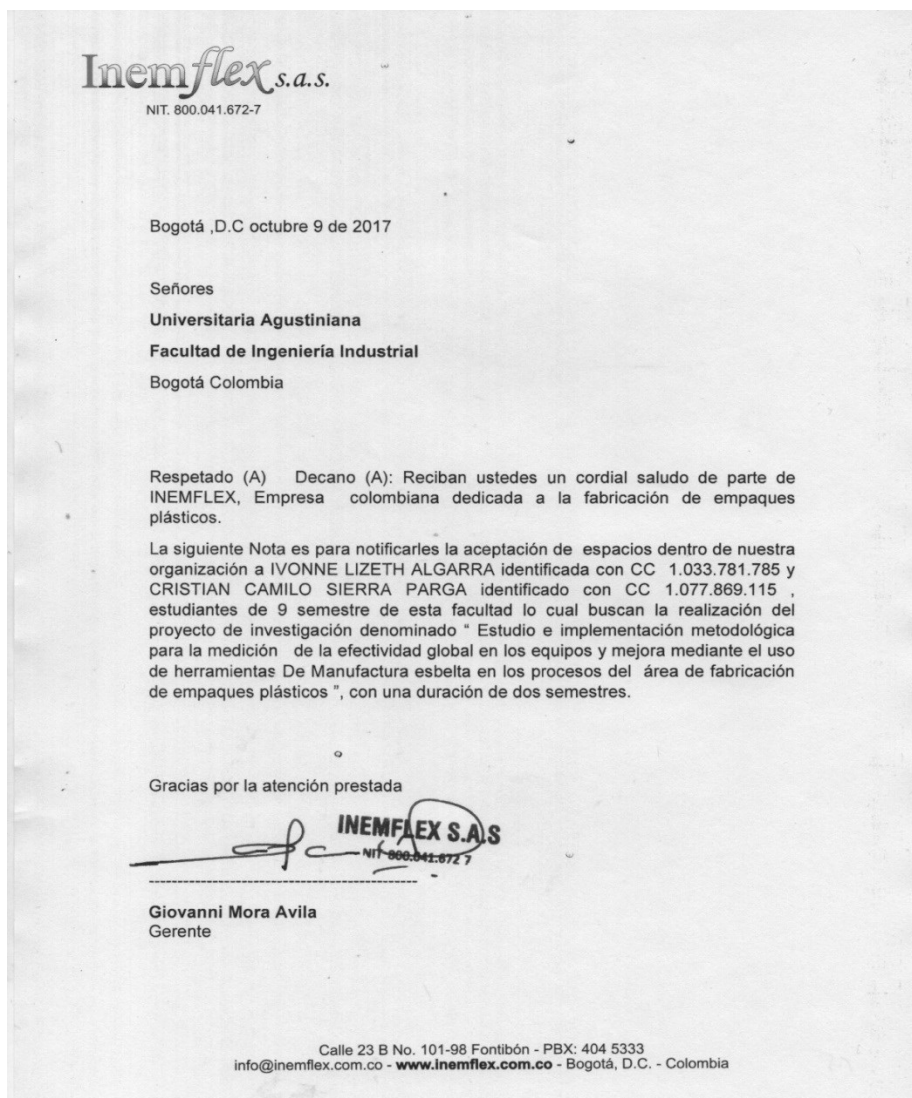 Inemflex s.a.s.
NIT. 800.041.672-7
Bogotá ,D.C octubre 9 de 2017
Señores
Universitaria Agustiniana
Facultad de Ingeniería Industrial
Bogotá Colombia
Respetado (A) Decano (A): Reciban ustedes un cordial saludo de parte de
INEMFLEX, Empresa colombiana dedicada a la fabricación de empaques
plásticos.
La siguiente Nota es para notificarles la aceptación de espacios dentro de nuestra
organización a IVONNE LIZETH ALGARRA identificada con CC 1.033.781.785 y
CRISTIAN CAMILO SIERRA PARGA identificado con CC 1.077.869.115 ,
estudiantes de 9 semestre de esta facultad lo cual buscan la realización del
proyecto de investigación denominado “ Estudio e implementación metodológica
para la medición de la efectividad global en los equipos y mejora mediante el uso
de herramientas De Manufactura esbelta en los procesos del área de fabricación
de empaques plásticos ”, con una duración de dos semestres.
Gracias por la atención prestada
INEMFLEX S.A.S
NIT 800.041.672 7
Giovanni Mora Avila
Gerente
Calle 23 B No. 101-98 Fontibón - PBX: 404 5333
info@inemflex.com.co - www.inemflex.com.co - Bogotá, D.C. - Colombia